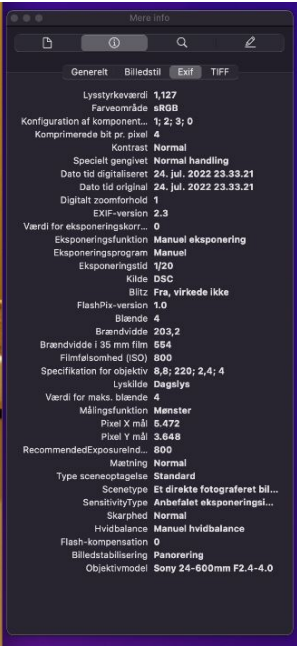 Mere info
Generelt Billedstil Exif TIFF
Lysstyrkeværdi 1,127
Farveområde sRGB
Konfiguration af komponent... 1; 2; 3; 0
Komprimerede bit pr. pixel 4
Kontrast Normal
Specielt gengivet Normal handling
Dato tid digitaliseret 24. jul. 2022 23.33.21
Dato tid original 24. jul. 2022 23.33.21
Digitalt zoomforhold 1
EXIF-version 2.3
Værdi for eksponeringskorr... 0
Eksponeringsfunktion Manuel eksponering
Eksponeringsprogram Manuel
Eksponeringstid 1/20
Kilde DSC
Blitz Fra, virkede ikke
FlashPix-version 1.0
Blænde 4
Brændvidde 203,2
Brændvidde i 35 mm film 554
Filmfølsomhed (ISO) 800
Specifikation for objektiv 8,8; 220; 2,4; 4
Lyskilde Dagslys
Værdi for maks. blænde 4
Målingsfunktion Mønster
Pixel X mål 5.472
Pixel Y mål 3.648
RecommendedExposureInd... 800
Mætning Normal
Type sceneoptagelse Standard
Scenetype Et direkte fotograferet bil...
SensitivityType Anbefalet eksponeringsi...
Skarphed Normal
Hvidbalance Manuel hvidbalance
Flash-kompensation 0
Billedstabilisering Panorering
Objektivmodel Sony 24-600mm F2.4-4.0